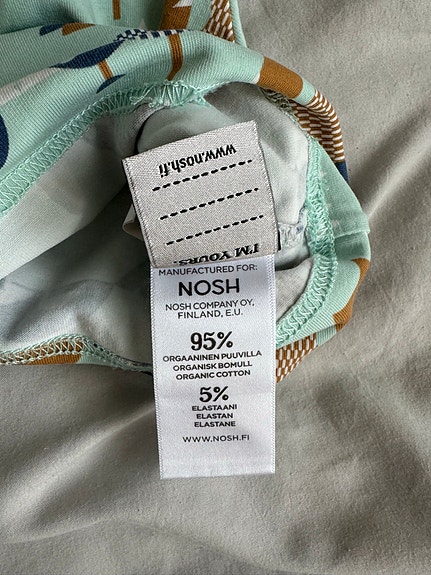 www.nosh.fi
I'M YOURS.
MANUFACTURED FOR:
NOSH
NOSH COMPANY OY,
FINLAND, E.U.
95%
ORGAANINEN PUUVILLA
ORGANISK BOMULL
ORGANIC COTTON
5%
ELASTAANI
ELASTAN
ELASTANE
WWW.NOSH.FI